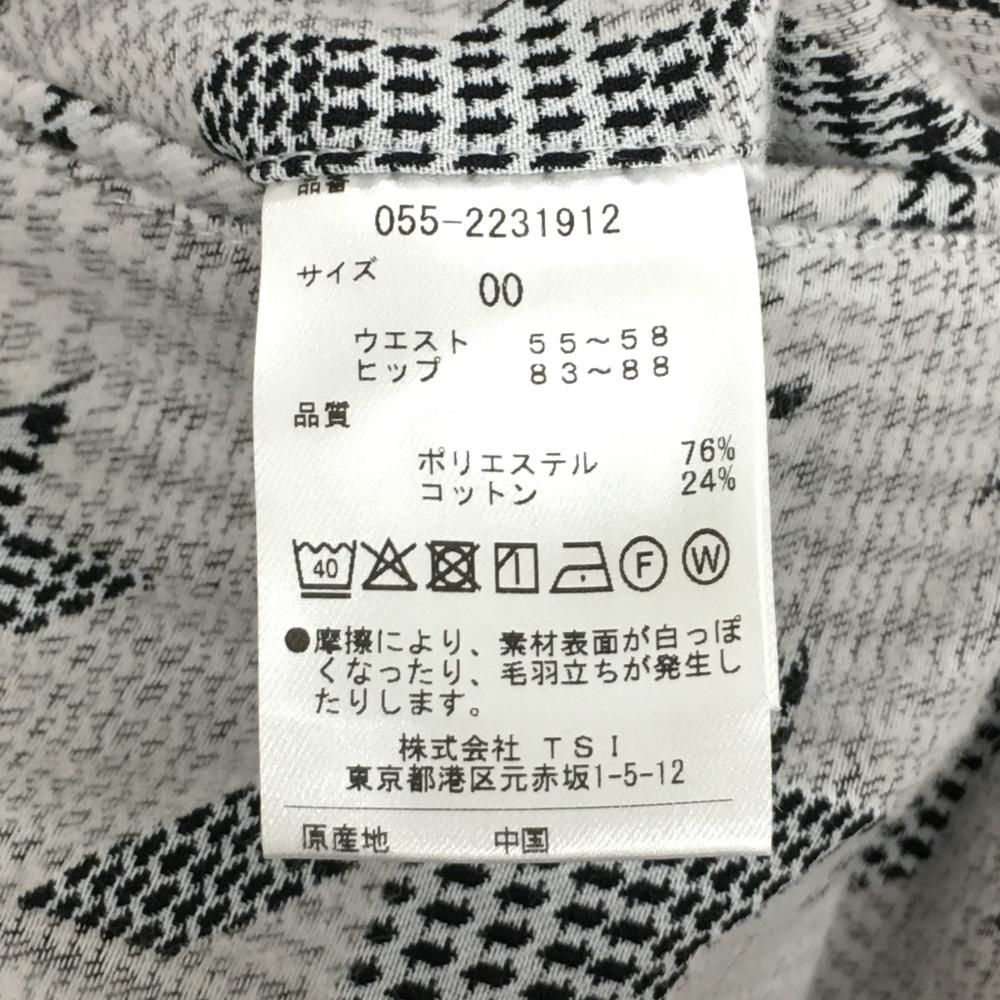 品番
055-2231912
サイズ
00
ウエスト 55～58
ヒップ 83～88
品質
ポリエステル 76%
コットン 24%
40 F W
●摩擦により、素材表面が白っぽ
くなったり、毛羽立ちが発生し
たりします。
株式会社 TSI
東京都港区元赤坂1-5-12
原産地 中国